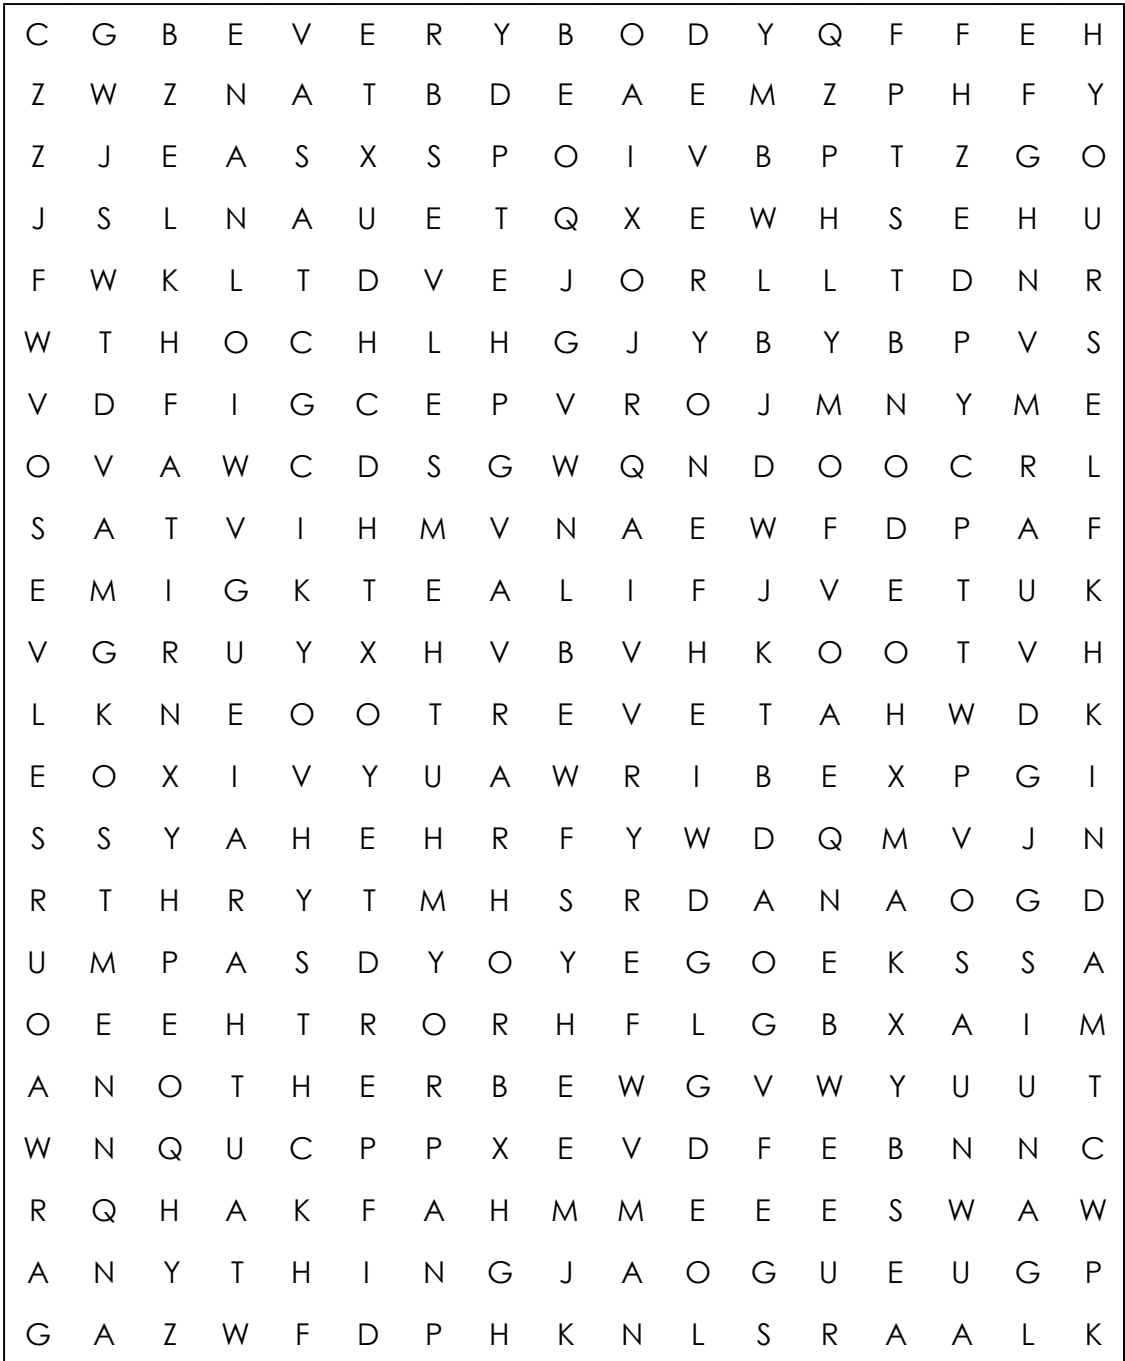 C G B E V E R Y B O D Y Q F F E H
Z W Z N A T B D E A E M Z P H F Y
Z J E A S X S P O I V B P T Z G O
J S L N A U E T Q X E W H S E H U
F W K L T D V E J O R L L T D N R
W T H O C H L H G J Y B Y B P V S
V D F I G C E P V R O J M N Y M E
O V A W C D S G W Q N D O O C R L
S A T V I H M V N A E W F D P A F
E M I G K T E A L I F J V E T U K
V G R U Y X H V B V H K O O T V H
L K N E O O T R E V E T A H W D K
E O X I V Y U A W R I B E X P G I
S S Y A H E H R F Y W D Q M V J N
R T H R Y T M H S R D A N A O G D
U M P A S D Y O Y E G O E K S S A
O E E H T R O R H F L G B X A I M
A N O T H E R B E W G V W Y U U T
W N Q U C P P X E V D F E B N N C
R Q H A K F A H M M E E E S W A W
A N Y T H I N G J A O G U E U G P
G A Z W F D P H K N L S R A A L K